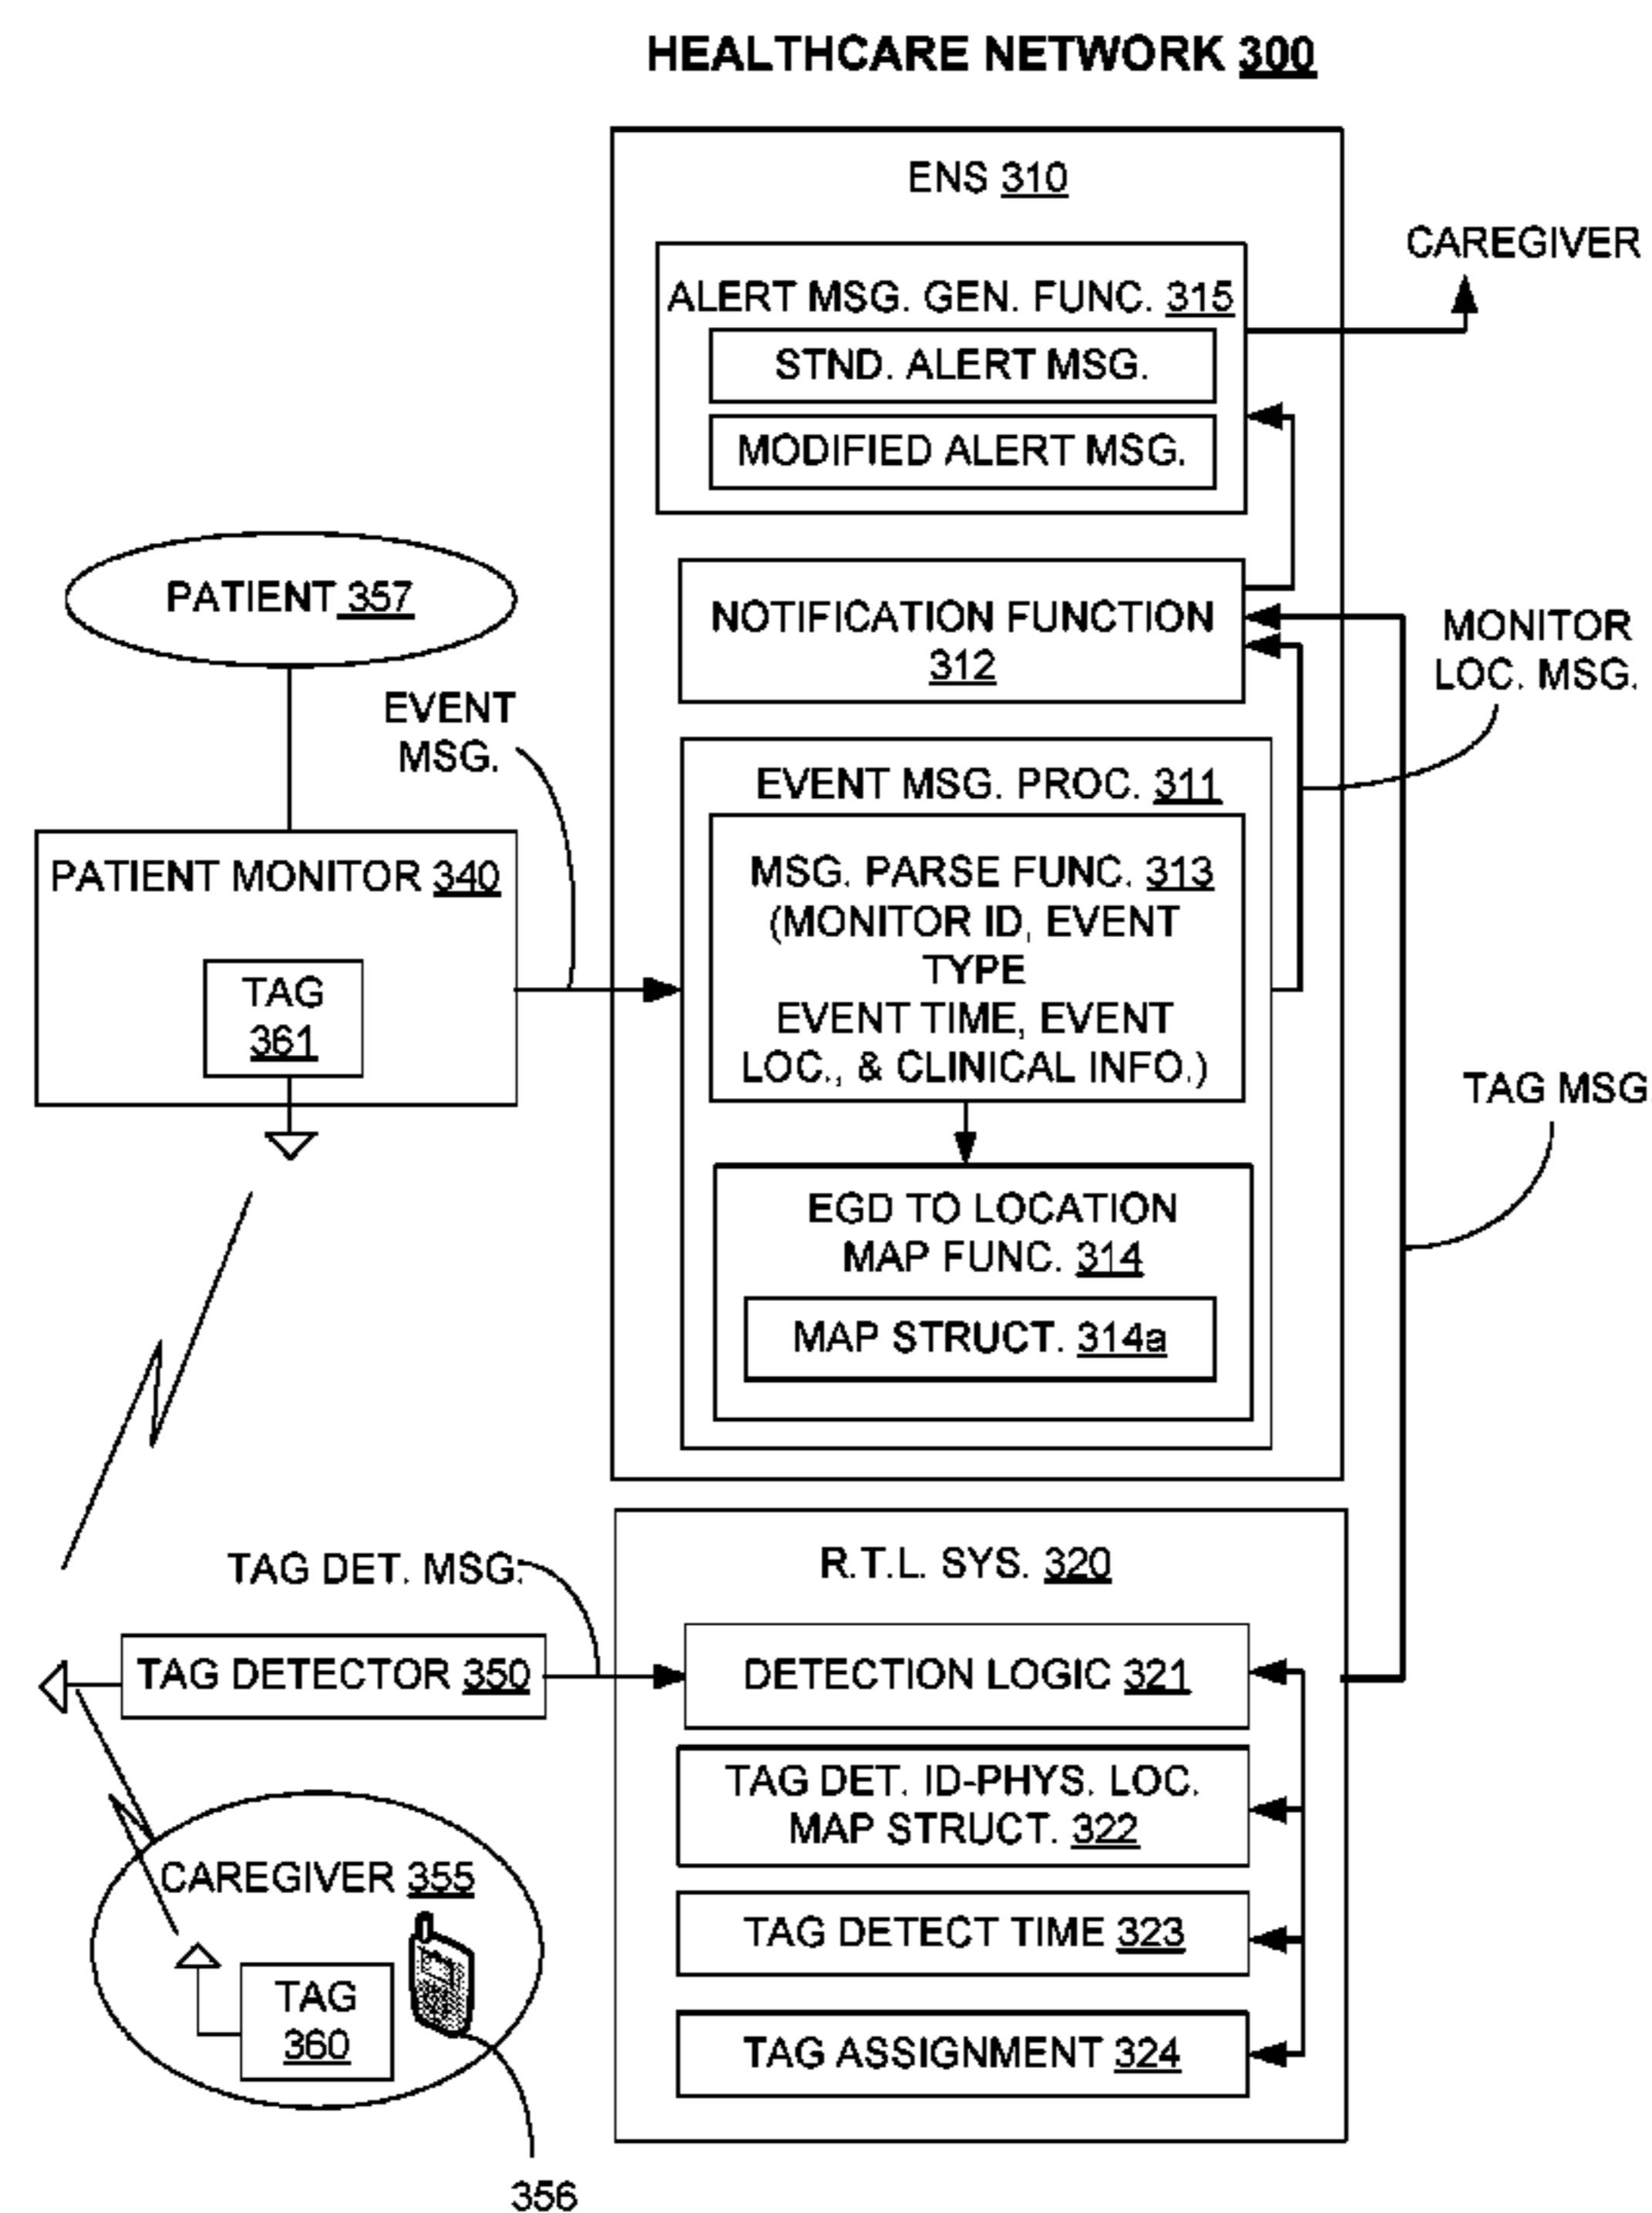 HEALTHCARE NETWORK 300
ENS 310
CAREGIVER
ALERT MSG. GEN. FUNC. 315
STND. ALERT MSG.
MODIFIED ALERT MSG.
PATIENT 357
NOTIFICATION FUNCTION
312
MONITOR
LOC. MSG.
EVENT
MSG.
EVENT MSG. PROC. 311
PATIENT MONITOR 340
TAG
361
MSG. PARSE FUNC. 313
(MONITOR ID, EVENT
TYPE
EVENT TIME, EVENT
LOC., & CLINICAL INFO.)
TAG MSG
EGD TO LOCATION
MAP FUNC. 314
MAP STRUCT. 314a
R.T.L. SYS. 320
TAG DET. MSG.
TAG DETECTOR 350
DETECTION LOGIC 321
TAG DET. ID-PHYS. LOC.
MAP STRUCT. 322
CAREGIVER 355
TAG DETECT TIME 323
TAG
360
TAG ASSIGNMENT 324
356